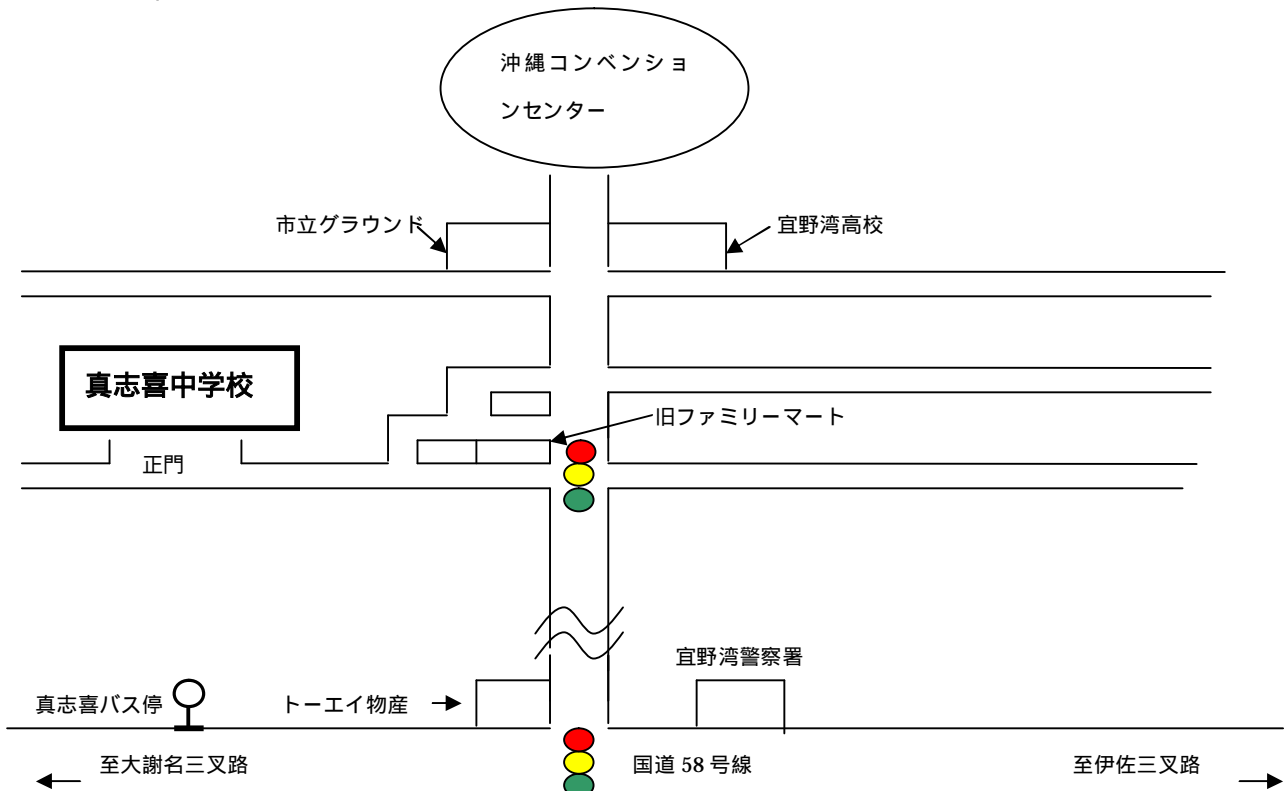 沖縄コンベンショ
ンセンター
市立グラウンド
宜野湾高校
真志喜中学校
旧ファミリーマート
正門
宜野湾警察署
真志喜バス停
トーエイ物産
至大謝名三叉路
国道 58 号線
至伊佐三叉路